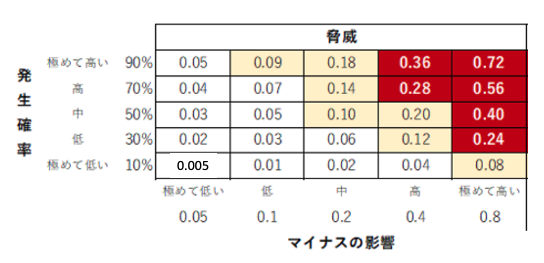 脅威
発生確率
極めて高い 90% 0.05 0.09 0.18 0.36 0.72
高 70% 0.04 0.07 0.14 0.28 0.56
中 50% 0.03 0.05 0.10 0.20 0.40
低 30% 0.02 0.03 0.06 0.12 0.24
極めて低い 10% 0.005 0.01 0.02 0.04 0.08
極めて低い 低 中 高 極めて高い
0.05 0.1 0.2 0.4 0.8
マイナスの影響